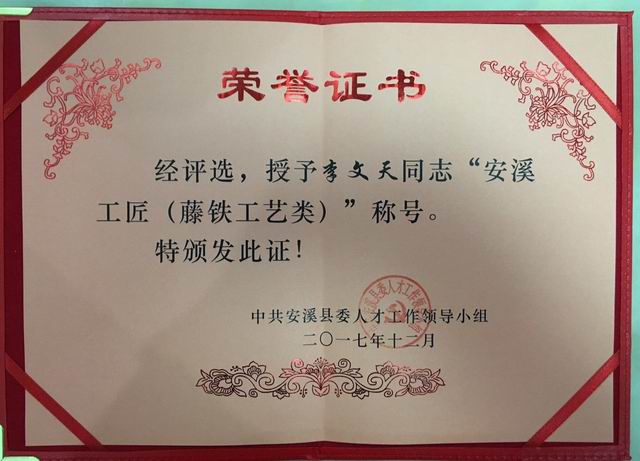 荣誉证书
经评选，授予李文天同志“安溪
工匠（藤铁工艺类）”称号。
特颁发此证！
中共安溪县委人才工作领导小组
二〇一七年十二月